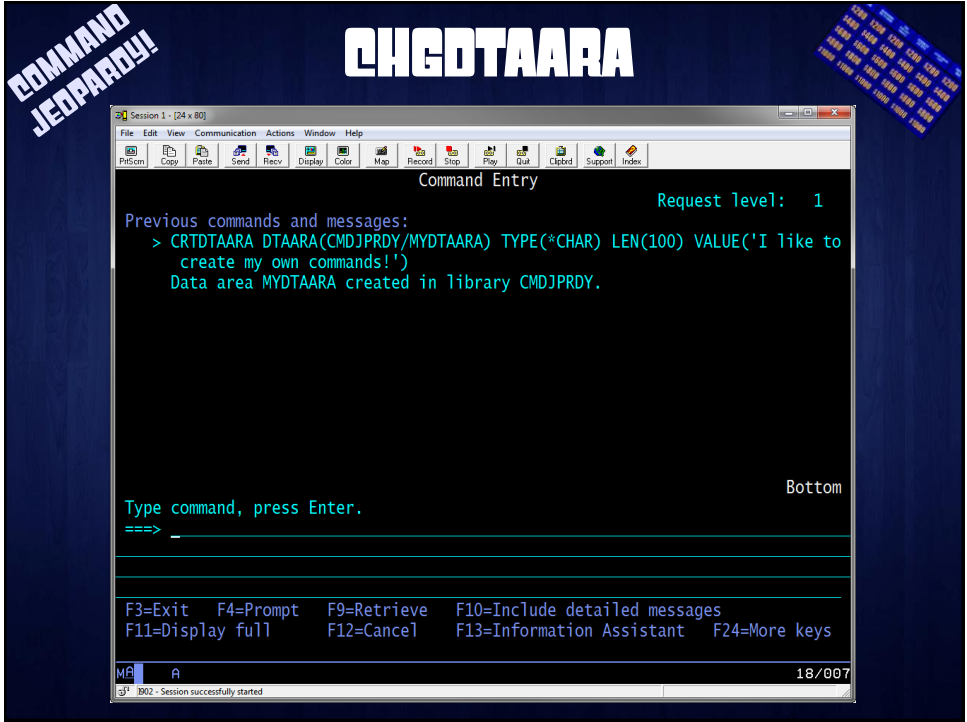 COMMAND
JEOPARDY!
CHGDTAARA
Session 1 - [24 x 80]
File Edit View Communication Actions Window Help
PrtScrn Copy Paste Send Recv Display Color Map Record Stop Play Quit Clipbrd Support Index
Command Entry
Request level: 1
Previous commands and messages:
> CRTDTAARA DTAARA(CMDJPRDY/MYDTAARA) TYPE(*CHAR) LEN(100) VALUE('I like to
create my own commands!')
Data area MYDTAARA created in library CMDJPRDY.
Bottom
Type command, press Enter.
===> _
F3=Exit F4=Prompt F9=Retrieve F10=Include detailed messages
F11=Display full F12=Cancel F13=Information Assistant F24=More keys
MA A 18/007
I902 - Session successfully started